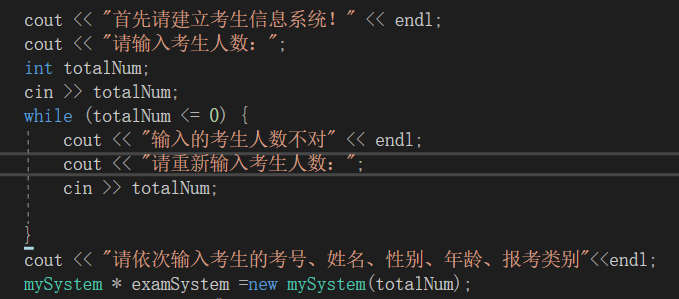 cout << "首先请建立考生信息系统！" << endl;
cout << "请输入考生人数：";
int totalNum;
cin >> totalNum;
while (totalNum <= 0) {
cout << "输入的考生人数不对" << endl;
cout << "请重新输入考生人数：";
cin >> totalNum;
}
cout << "请依次输入考生的考号、姓名、性别、年龄、报考类别"<<endl;
mySystem * examSystem =new mySystem(totalNum);